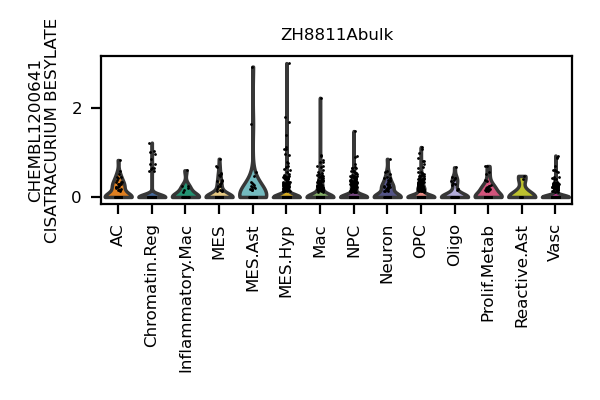 ZH8811Abulk
CHEMBL1200641
CISATRACURIUM BESYLATE
2
0
AC
Chromatin.Reg
Inflammatory.Mac
MES
MES.Ast
MES.Hyp
Mac
NPC
Neuron
OPC
Oligo
Prolif.Metab
Reactive.Ast
Vasc